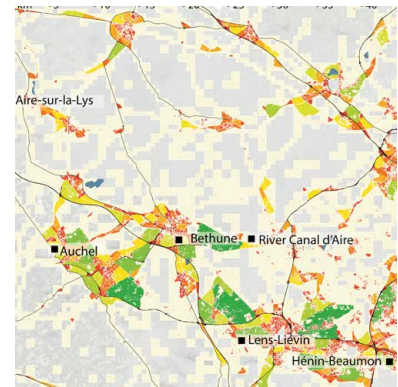 Aire-sur-la-Lys
Bethune
River Canal d'Aire
Auchel
Lens-Liévin
Hénin-Beaumon